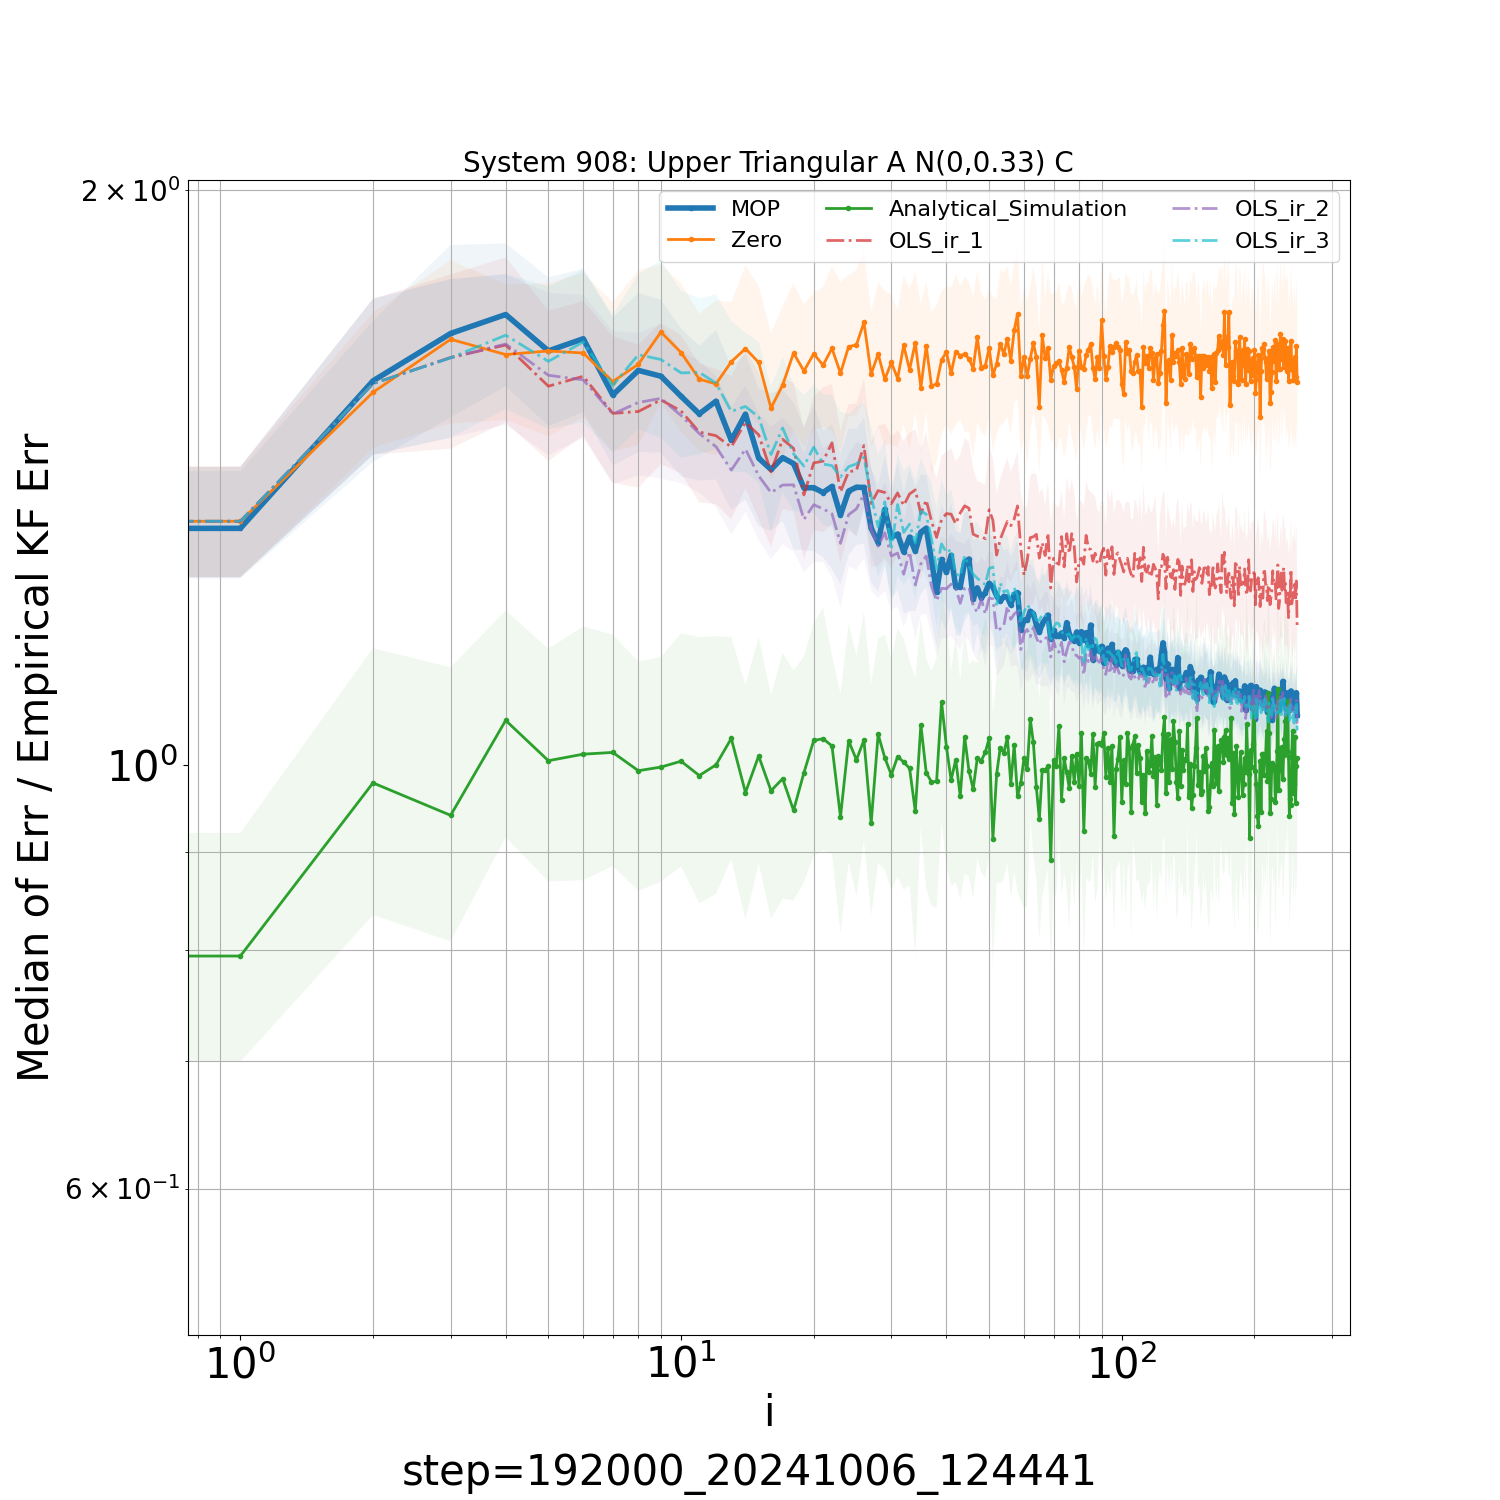 System 908: Upper Triangular A N(0,0.33) C
MOP
Zero
Analytical_Simulation
OLS_ir_1
OLS_ir_2
OLS_ir_3
2 × 10⁰
10⁰
6 × 10⁻¹
Median of Err / Empirical KF Err
10⁰ 10¹ 10²
i
step=192000_20241006_124441